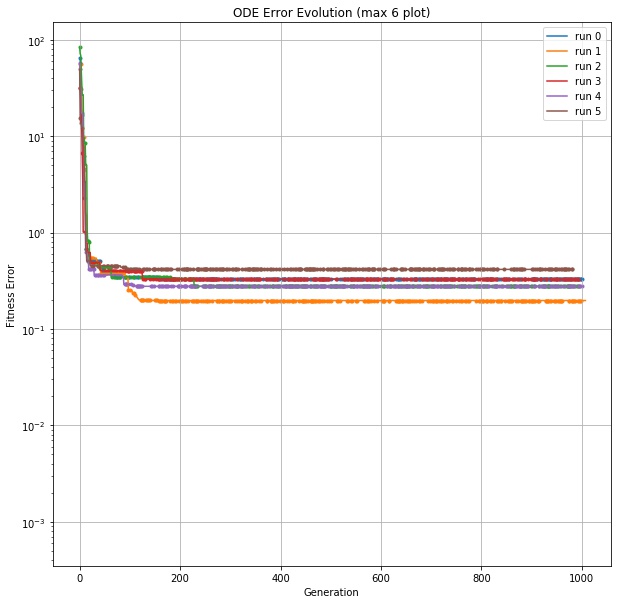 ODE Error Evolution (max 6 plot)
run 0
run 1
run 2
run 3
run 4
run 5
10²
10¹
10⁰
10⁻¹
10⁻²
10⁻³
Fitness Error
0 200 400 600 800 1000
Generation